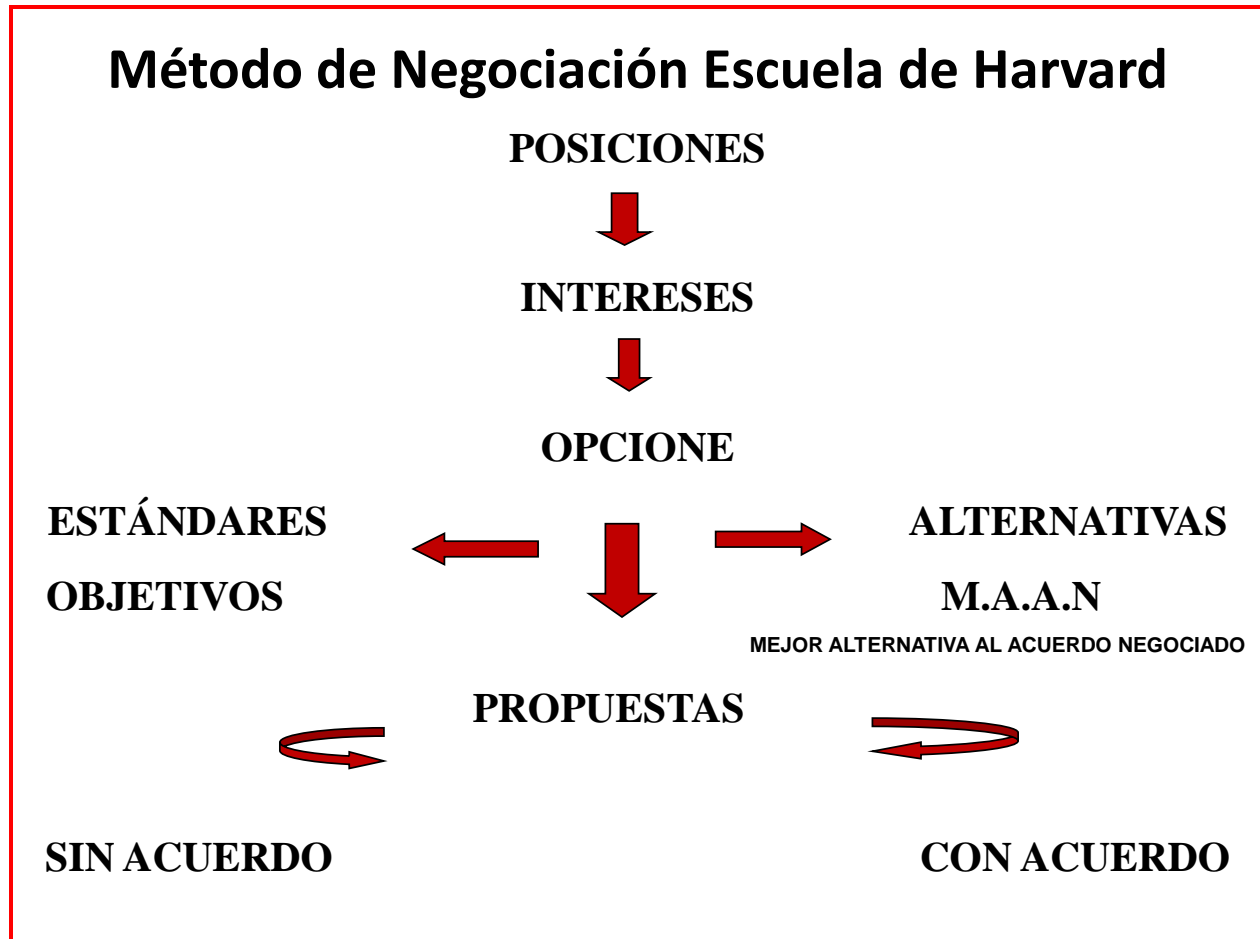 Método de Negociación Escuela de Harvard
POSICIONES
INTERESES
OPCIONE
ESTÁNDARES
OBJETIVOS
ALTERNATIVAS
M.A.A.N
MEJOR ALTERNATIVA AL ACUERDO NEGOCIADO
PROPUESTAS
SIN ACUERDO
CON ACUERDO